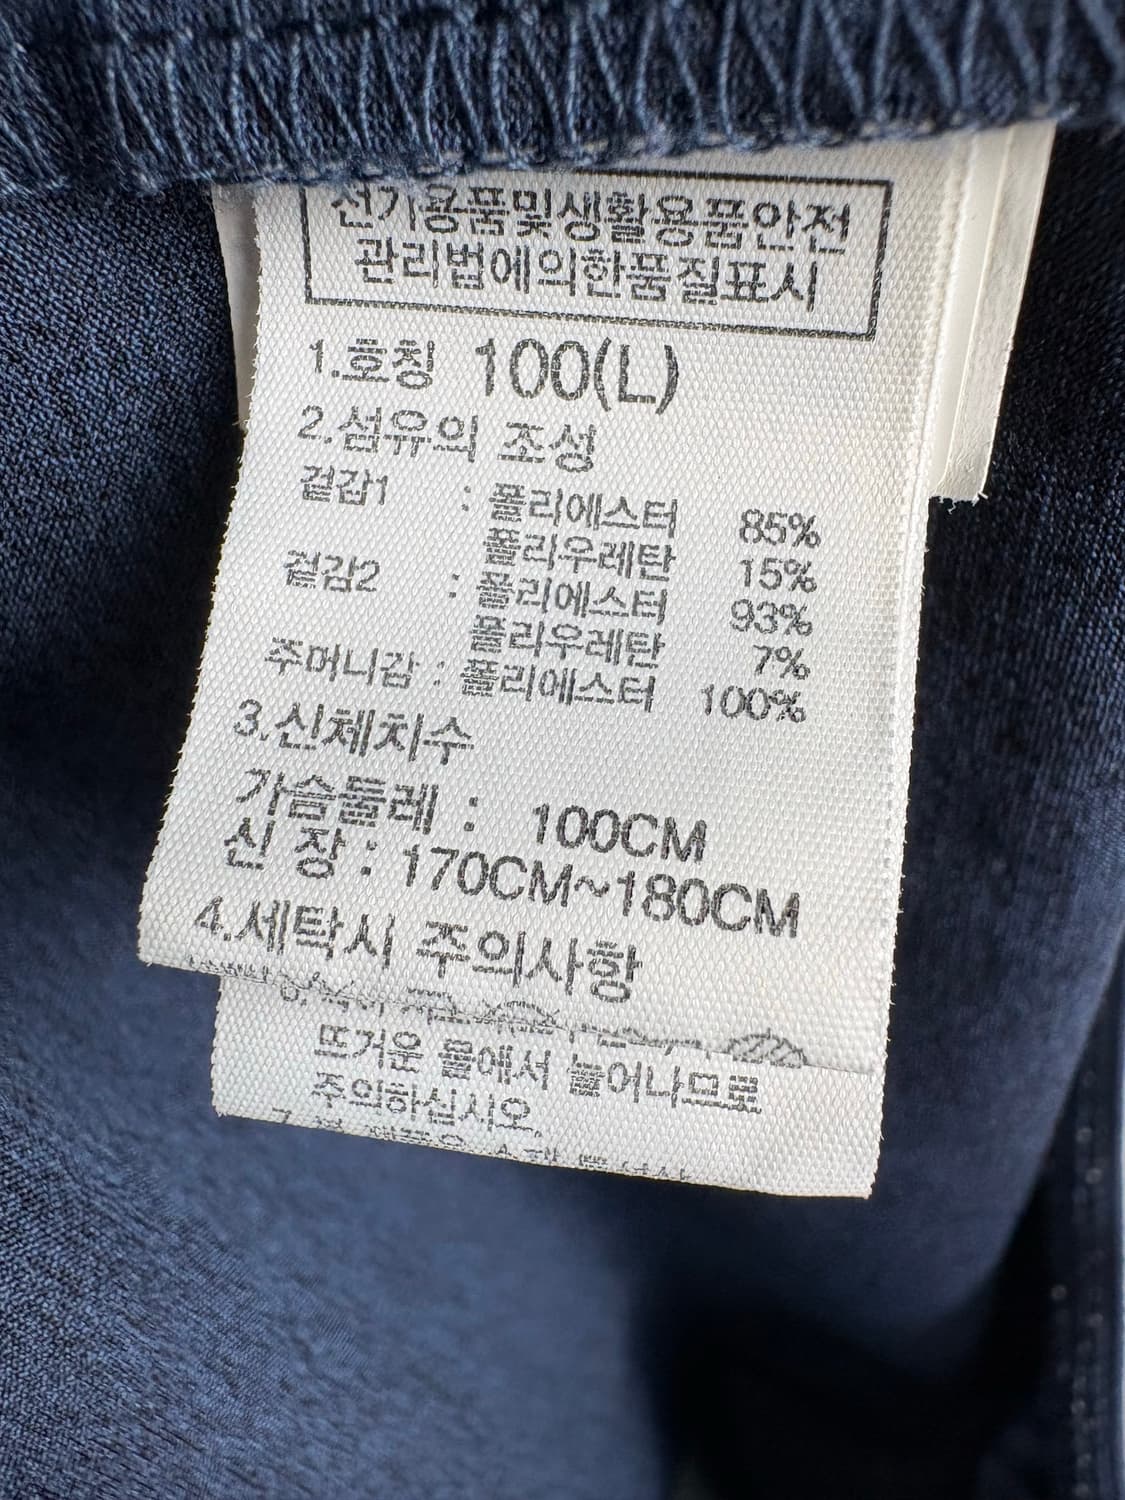 전기용품및생활용품안전
관리법에의한품질표시
1.호칭 100(L)
2.섬유의 조성
겉감1 : 폴리에스터 85%
폴리우레탄 15%
겉감2 : 폴리에스터 93%
폴리우레탄 7%
주머니감 : 폴리에스터 100%
3.신체치수
가슴둘레 : 100CM
신 장 : 170CM~180CM
4.세탁시 주의사항
뜨거운 물에서 늘어나므로
주의하십시오.